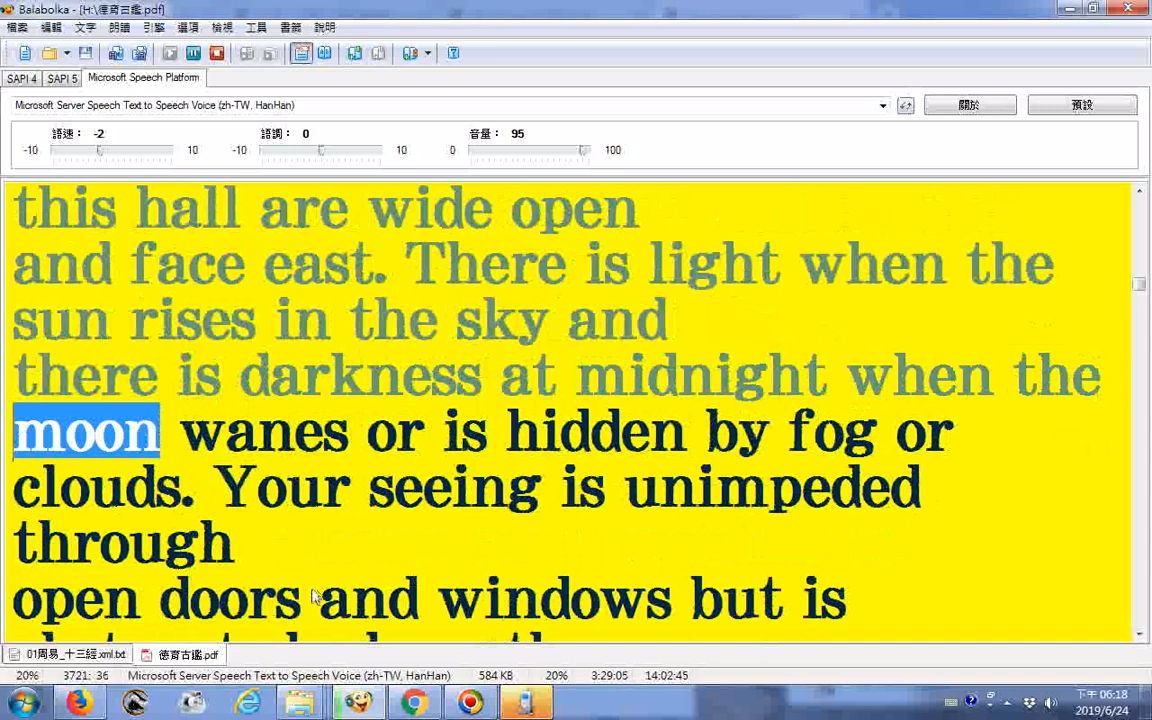 Balabolka - [H:\德育古鑑.pdf]
檔案 編輯 文字 朗讀 引擎 選項 檢視 工具 書籤 說明
SAPI 4 SAPI 5 Microsoft Speech Platform
Microsoft Server Speech Text to Speech Voice (zh-TW, HanHan) 關於 預設
語速： -2 語調： 0 音量： 95
-10 10 -10 10 0 100
this hall are wide open
and face east. There is light when the
sun rises in the sky and
there is darkness at midnight when the
moon wanes or is hidden by fog or
clouds. Your seeing is unimpeded
through
open doors and windows but is
01周易_十三經.xml.txt 德育古鑑.pdf
20% 3721: 36 Microsoft Server Speech Text to Speech Voice (zh-TW, HanHan) 584 KB 20% 3:29:05 14:02:45
下午 06:18
2019/6/24